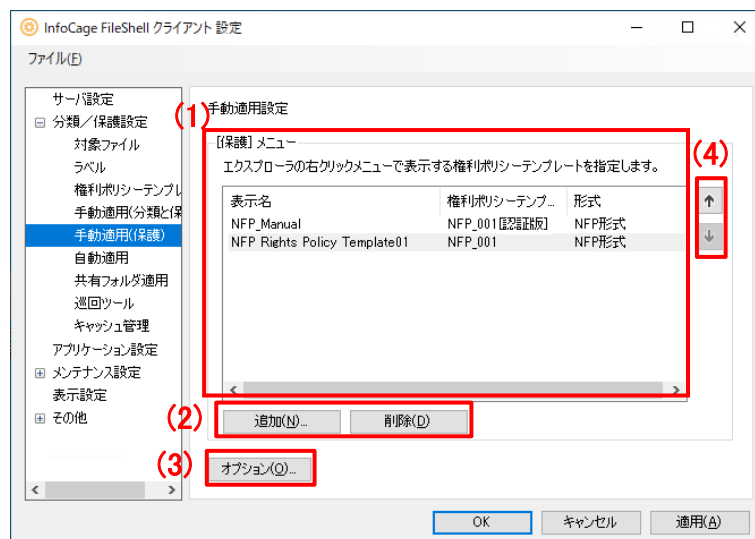 InfoCage FileShell クライアント 設定
ファイル(F)
サーバ設定
分類／保護設定
対象ファイル
ラベル
権利ポリシーテンプレ
手動適用(分類と保
手動適用(保護)
自動適用
共有フォルダ適用
巡回ツール
キャッシュ管理
アプリケーション設定
メンテナンス設定
表示設定
その他
手動適用設定
(1)
[保護] メニュー
エクスプローラの右クリックメニューで表示する権利ポリシーテンプレートを指定します。
(4)
表示名 権利ポリシーテンプ... 形式
NFP_Manual NFP_001[認証版] NFP形式
NFP Rights Policy Template01 NFP_001 NFP形式
(2)
追加(N)... 削除(D)
(3)
オプション(O)...
OK キャンセル 適用(A)